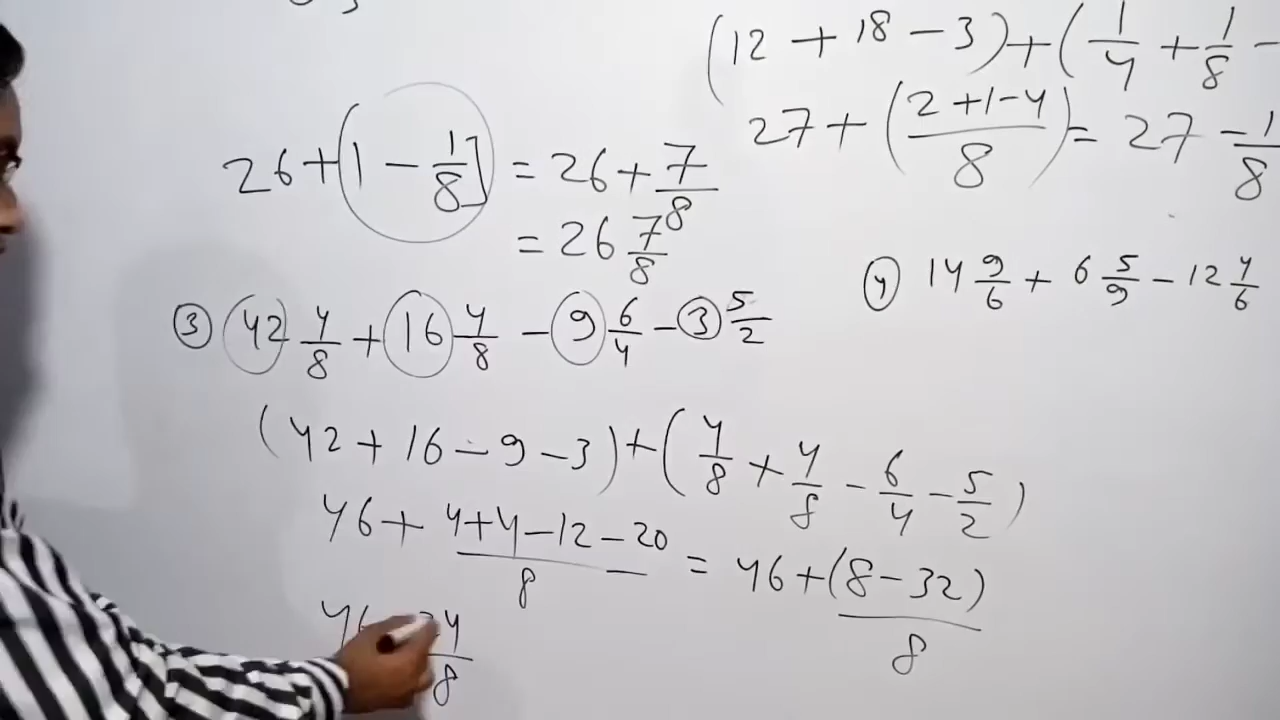 (12 + 18 - 3) + (1/4 + 1/8 -
27 + (2 + 1 - 4)/8 = 27 - 1/8
26 + (1 - 1/8] = 26 + 7/8
= 26 7/8
③ 42 4/8 + 16 4/8 - 9 6/4 - 3 5/2
④ 14 9/6 + 6 5/9 - 12 4/6
(42 + 16 - 9 - 3) + (4/8 + 4/8 - 6/4 - 5/2)
46 + (4 + 4 - 12 - 20)/8 = 46 + (8 - 32)/8
46 4/8